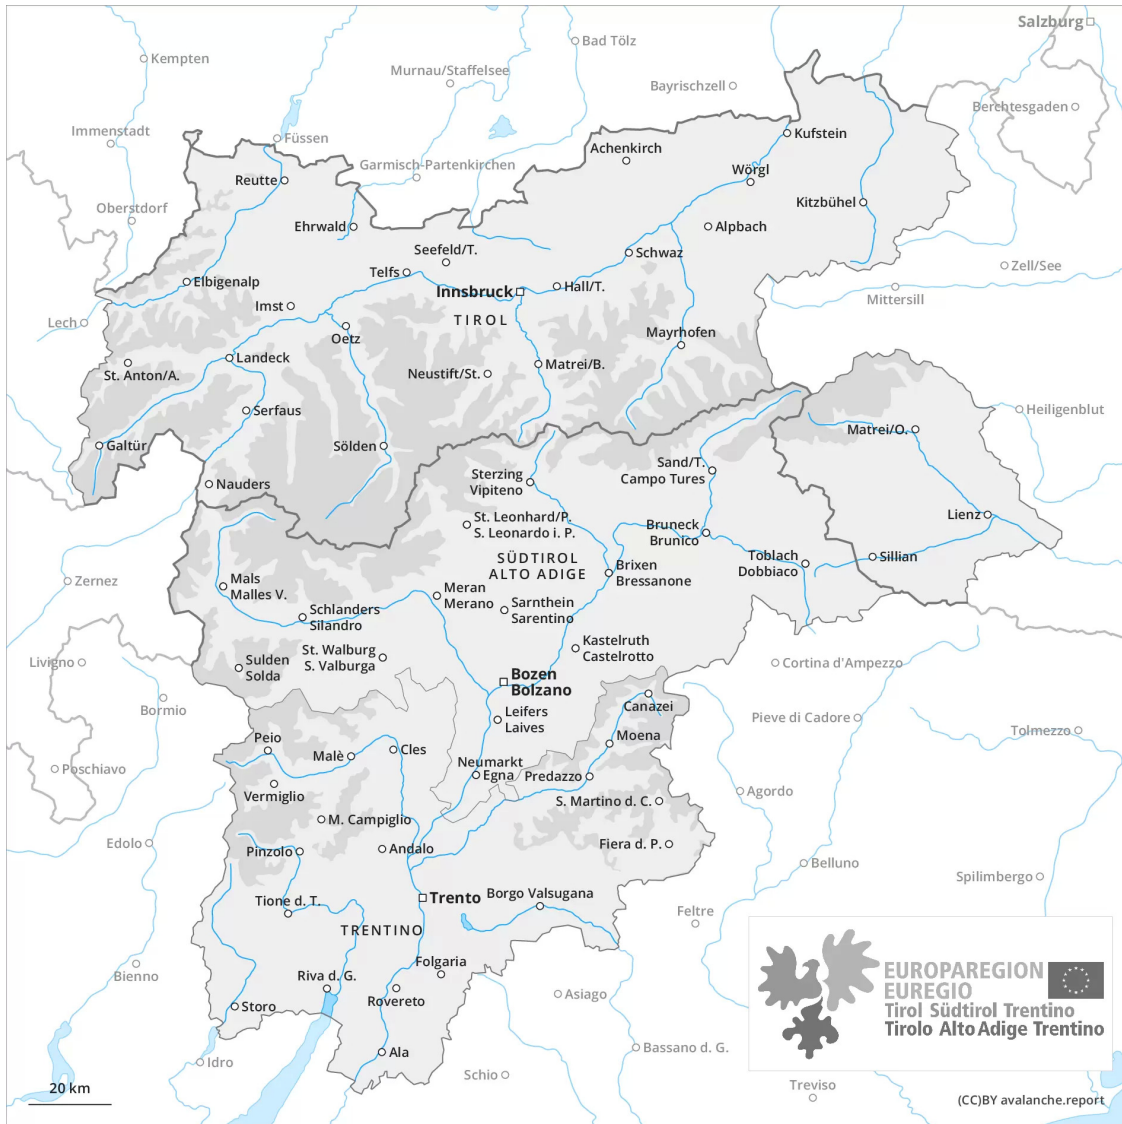 Salzburg
Bad Tölz
Kempten
Murnau/Staffelsee
Bayrischzell
Berchtesgaden
Immenstadt
Füssen
Kufstein
Achenkirch
Garmisch-Partenkirchen
Wörgl
Reutte
Oberstdorf
Kitzbühel
Ehrwald
Alpbach
Seefeld/T.
Schwaz
Telfs
Zell/See
Elbigenalp
Hall/T.
Innsbruck
Mittersill
Imst
Lech
TIROL
Oetz
Mayrhofen
Landeck
St. Anton/A.
Matrei/B.
Neustift/St.
Serfaus
Heiligenblut
Matrei/O.
Galtür
Sölden
Sand/T.
Campo Tures
Sterzing
Vipiteno
Nauders
St. Leonhard/P.
S. Leonardo i. P.
Lienz
Bruneck
Brunico
SÜDTIROL
ALTO ADIGE
Toblach
Dobbiaco
Sillian
Brixen
Bressanone
Zernez
Mals
Malles V.
Meran
Merano
Sarnthein
Sarentino
Schlanders
Silandro
Kastelruth
Castelrotto
St. Walburg
S. Valburga
Livigno
Sulden
Solda
Cortina d'Ampezzo
Bozen
Bolzano
Canazei
Bormio
Leifers
Laives
Pieve di Cadore
Tolmezzo
Moena
Peio
Cles
Malè
Neumarkt
Egna
Predazzo
Poschiavo
Vermiglio
S. Martino d. C.
Agordo
M. Campiglio
Edolo
Pinzolo
Andalo
Fiera d. P.
Belluno
Spilimbergo
Borgo Valsugana
Trento
Tione d. T.
Feltre
TRENTINO
Folgaria
Bienno
Riva d. G.
Rovereto
Asiago
Storo
EUROPAREGION
EUREGIO
Tirol Südtirol Trentino
Tirolo Alto Adige Trentino
Ala
Idro
Bassano d. G.
Schio
Treviso
20 km
(CC)BY avalanche.report